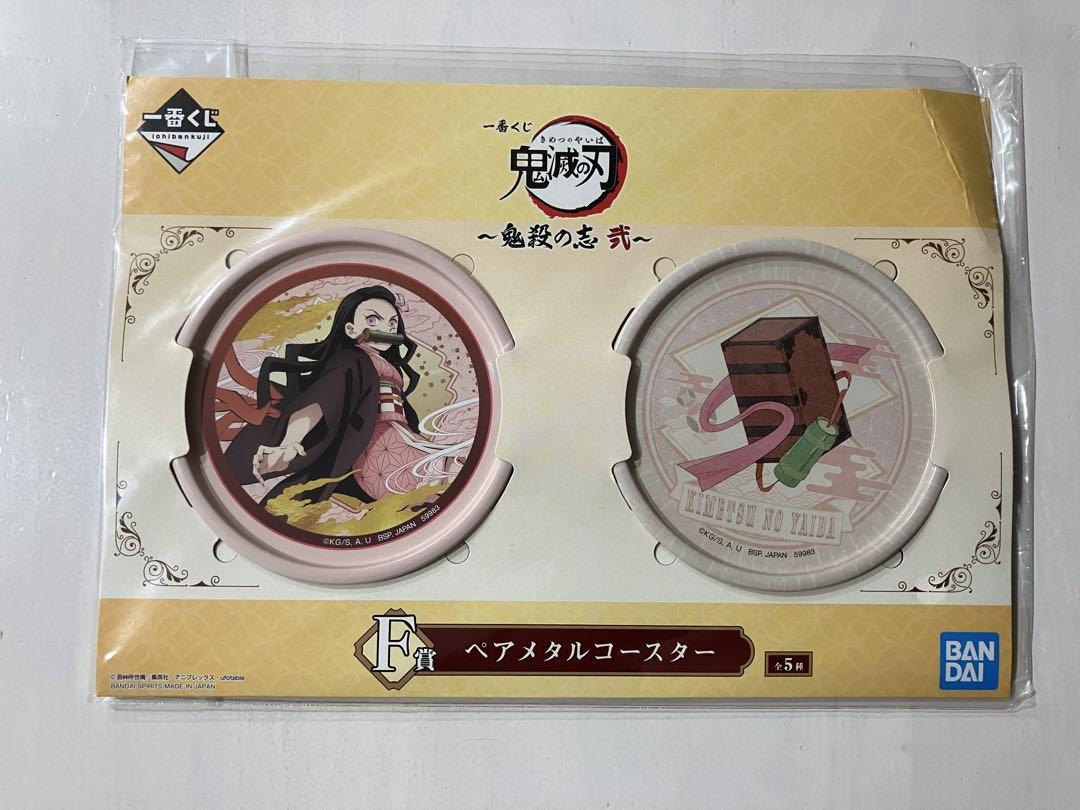 一番くじ
ichibankuji
一番くじ
きめつのやいば
鬼滅の刃
～鬼殺の志 弐～
©KG/S, A, U BSP, JAPAN 59983
KIMETSU NO YAIBA
©KG/S, A, U BSP, JAPAN 59983
F賞 ペアメタルコースター 全5種
©吾峠呼世晴／集英社・アニプレックス・ufotable
BANDAI SPIRITS MADE IN JAPAN
BAN
DAI